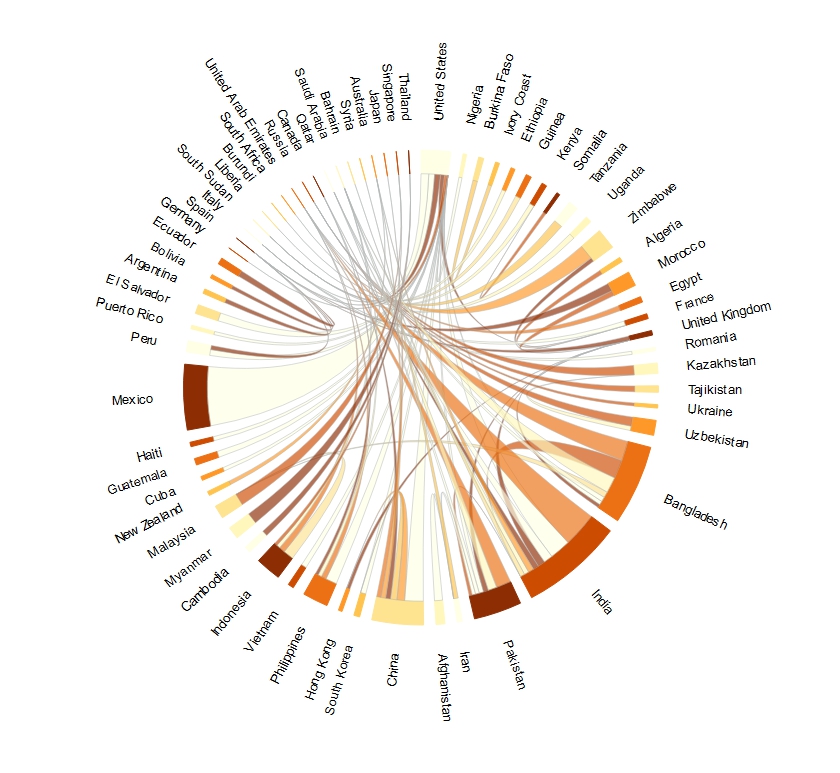 United States
Nigeria
Burkina Faso
Ivory Coast
Ethiopia
Guinea
Kenya
Somalia
Tanzania
Uganda
Zimbabwe
Algeria
Morocco
Egypt
France
United Kingdom
Romania
Kazakhstan
Tajikistan
Ukraine
Uzbekistan
Bangladesh
India
Pakistan
Iran
Afghanistan
China
South Korea
Hong Kong
Philippines
Vietnam
Indonesia
Cambodia
Myanmar
Malaysia
New Zealand
Cuba
Guatemala
Haiti
Mexico
Peru
Puerto Rico
El Salvador
Argentina
Bolivia
Ecuador
Germany
Spain
Italy
South Sudan
Liberia
Burundi
South Africa
United Arab Emirates
Russia
Canada
Qatar
Saudi Arabia
Bahrain
Syria
Australia
Japan
Singapore
Thailand